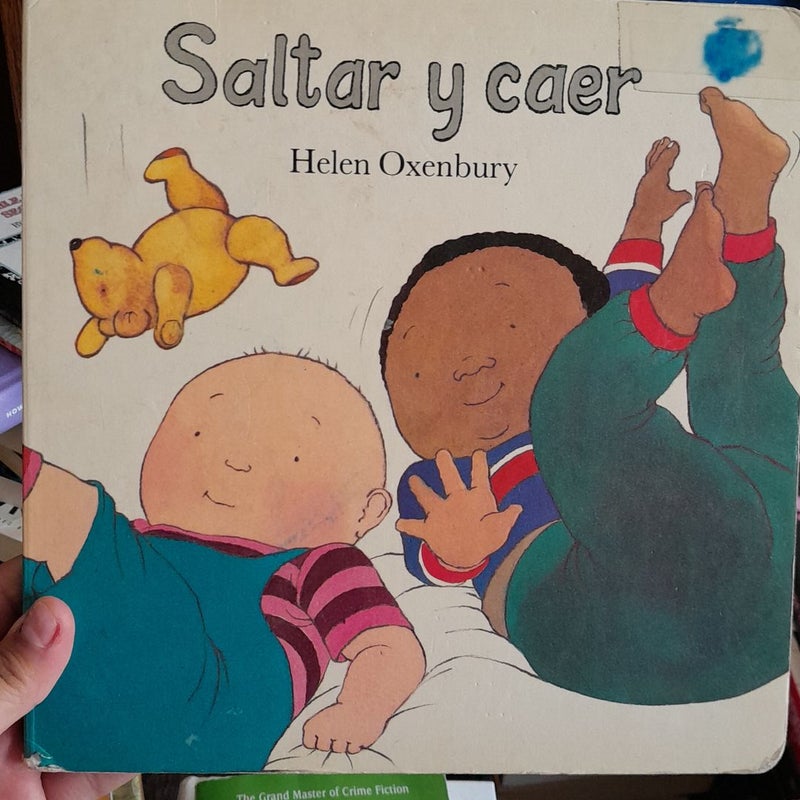 Saltar y caer
Helen Oxenbury
The Grand Master of Crime Fiction